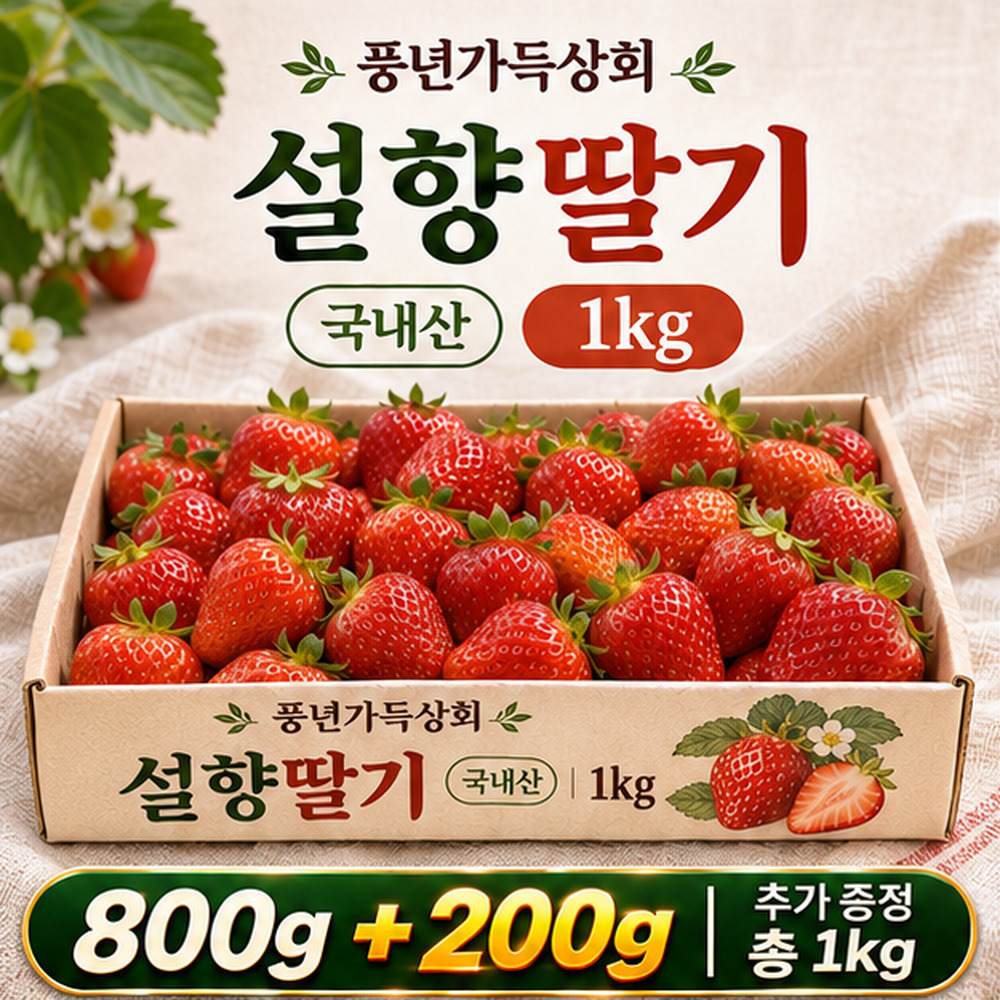 풍년가득상회
설향딸기
국내산 1kg
풍년가득상회
설향딸기 국내산 | 1kg
800g + 200g | 추가 증정
총 1kg